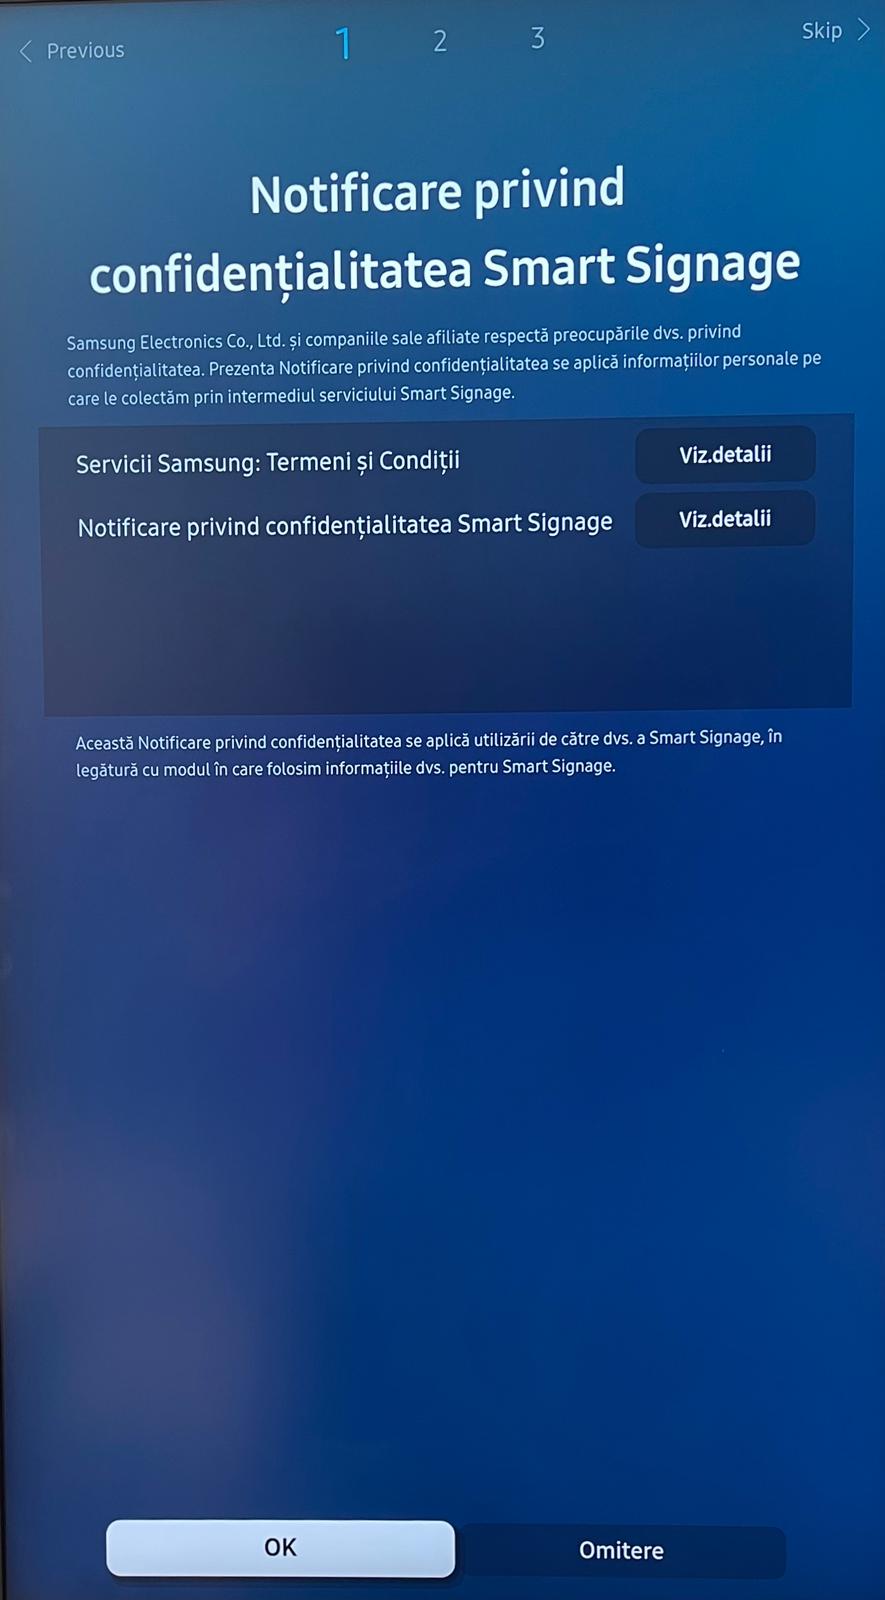 Previous
1
2
3
Skip
Notificare privind
confidențialitatea Smart Signage
Samsung Electronics Co., Ltd. și companiile sale afiliate respectă preocupările dvs. privind
confidențialitatea. Prezenta Notificare privind confidențialitatea se aplică informațiilor personale pe
care le colectăm prin intermediul serviciului Smart Signage.
Servicii Samsung: Termeni și Condiții
Viz.detalii
Notificare privind confidențialitatea Smart Signage
Viz.detalii
Această Notificare privind confidențialitatea se aplică utilizării de către dvs. a Smart Signage, în
legătură cu modul în care folosim informațiile dvs. pentru Smart Signage.
OK
Omitere